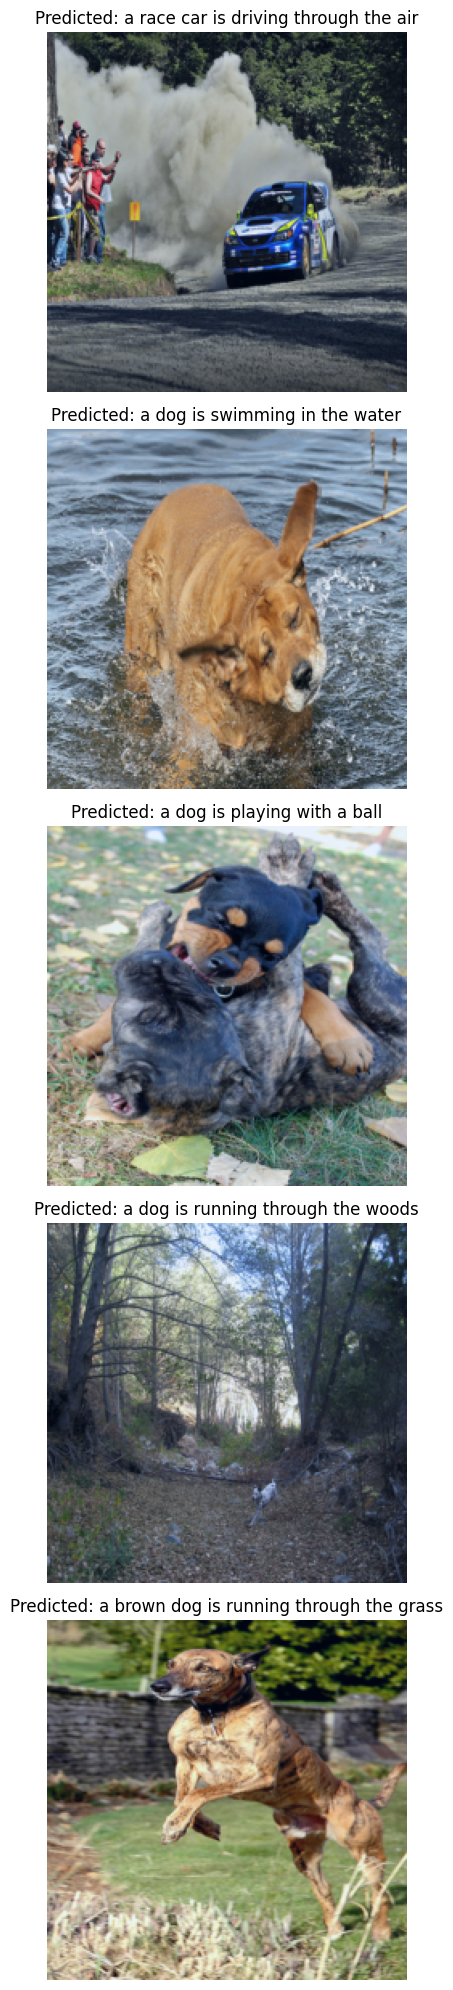 Predicted: a race car is driving through the air
Predicted: a dog is swimming in the water
Predicted: a dog is playing with a ball
Predicted: a dog is running through the woods
Predicted: a brown dog is running through the grass